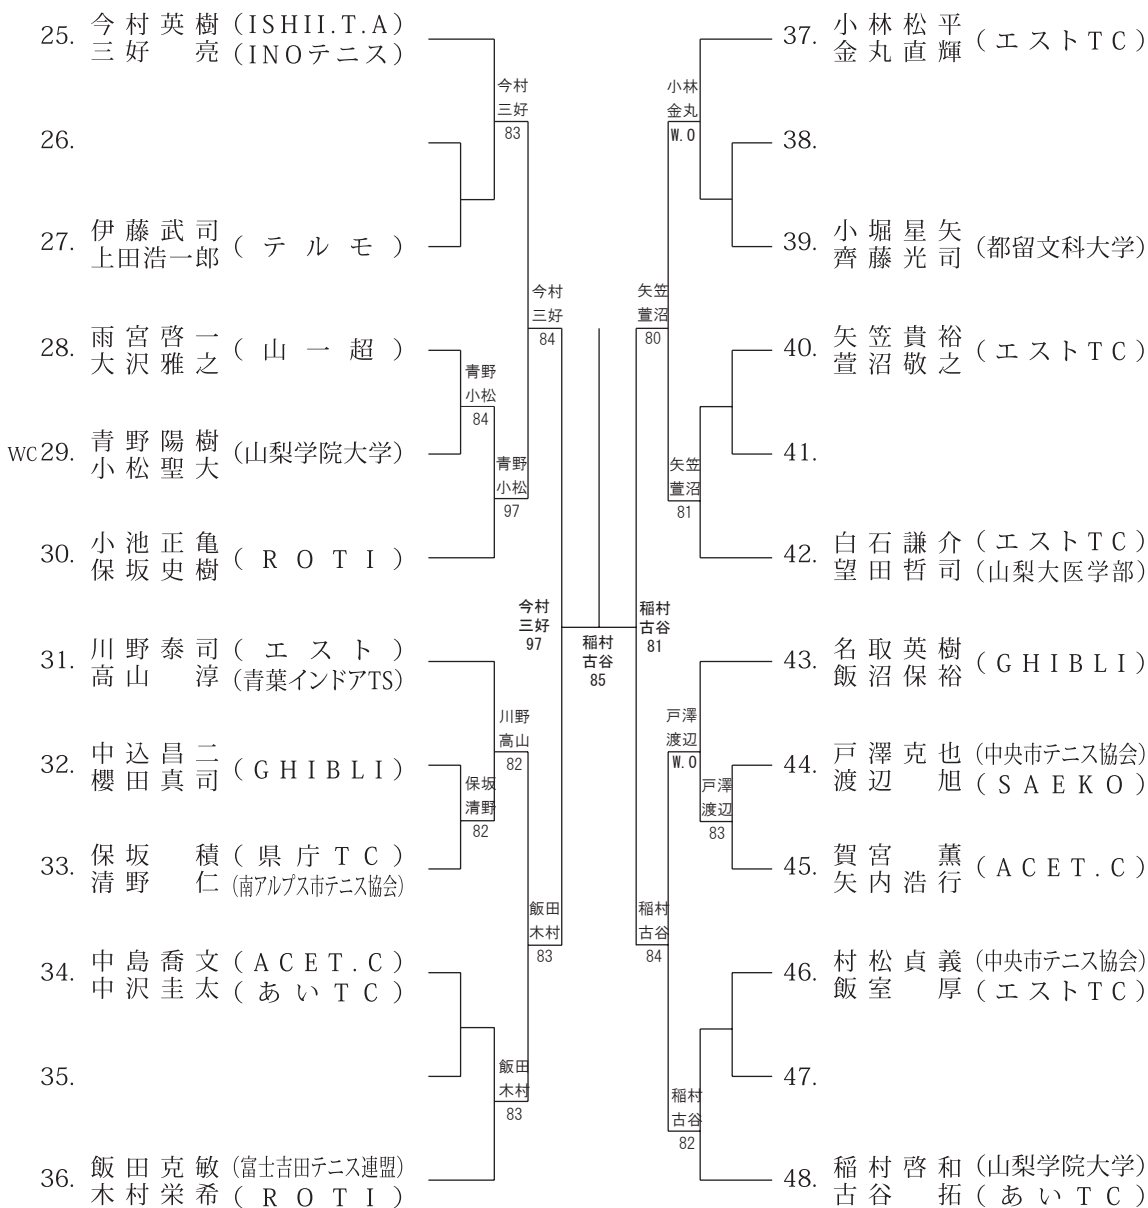 25. 今村英樹 (ISHII.T.A)
三好 亮 (INOテニス)
26.
27. 伊藤武司
上田浩一郎 (テルモ)
28. 雨宮啓一
大沢雅之 (山一超)
WC29. 青野陽樹
小松聖大 (山梨学院大学)
30. 小池正亀
保坂史樹 (ROTI)
31. 川野泰司 (エスト)
高山 淳 (青葉インドアTS)
32. 中込昌二
櫻田真司 (GHIBLI)
33. 保坂 積 (県庁TC)
清野 仁 (南アルプス市テニス協会)
34. 中島喬文 (ACET.C)
中沢圭太 (あいTC)
35.
36. 飯田克敏 (富士吉田テニス連盟)
木村栄希 (ROTI)
今村
三好
83
青野
小松
84
青野
小松
97
今村
三好
84
保坂
清野
82
川野
高山
82
飯田
木村
83
飯田
木村
83
今村
三好
97
稲村
古谷
85
稲村
古谷
81
小林
金丸
W.O
矢笠
萱沼
80
矢笠
萱沼
81
戸澤
渡辺
W.O
戸澤
渡辺
83
稲村
古谷
84
稲村
古谷
82
37. 小林松平
金丸直輝 (エストTC)
38.
39. 小堀星矢
齊藤光司 (都留文科大学)
40. 矢笠貴裕
萱沼敬之 (エストTC)
41.
42. 白石謙介 (エストTC)
望田哲司 (山梨大医学部)
43. 名取英樹
飯沼保裕 (GHIBLI)
44. 戸澤克也 (中央市テニス協会)
渡辺 旭 (SAEKO)
45. 賀宮 薫
矢内浩行 (ACET.C)
46. 村松貞義 (中央市テニス協会)
飯室 厚 (エストTC)
47.
48. 稲村啓和 (山梨学院大学)
古谷 拓 (あいTC)